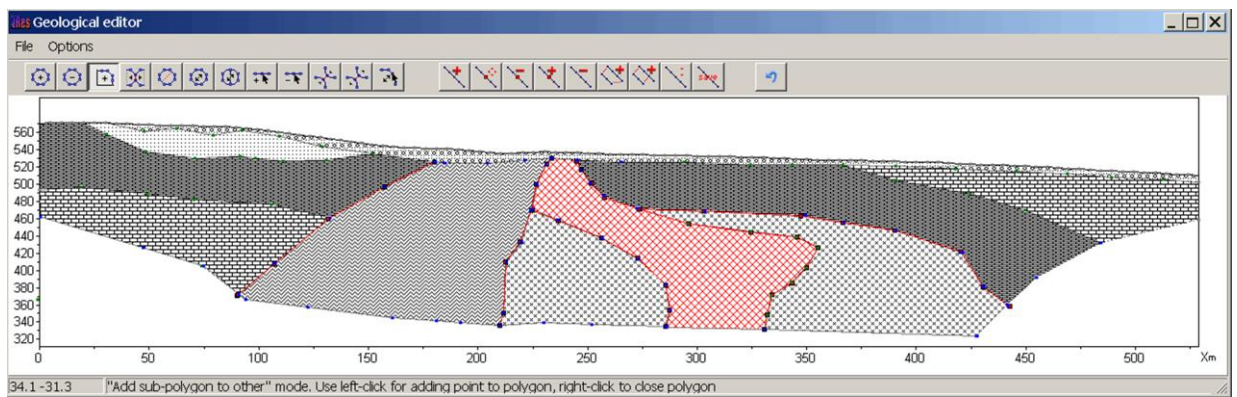 Geological editor
File Options
save
560
540
520
500
480
460
440
420
400
380
360
340
320
0 50 100 150 200 250 300 350 400 450 500 Xm
34.1 -31.3 "Add sub-polygon to other" mode. Use left-click for adding point to polygon, right-click to close polygon